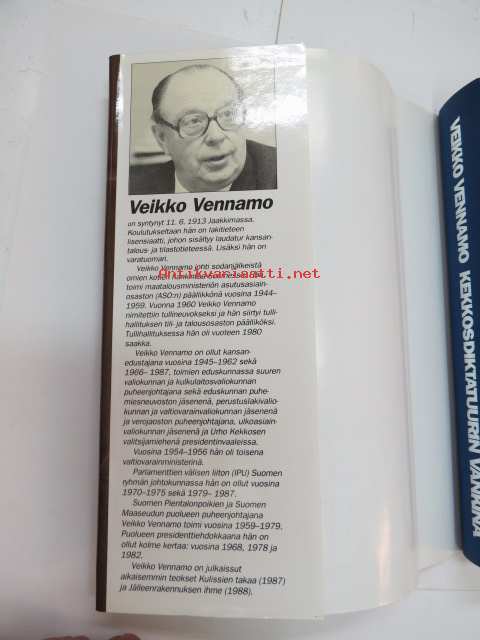 Veikko Vennamo
on syntynyt 11. 6. 1913 Jaakkimassa.
Koulutukseltaan hän on lakitieteen
lisensiaatti, johon sisältyy laudatur kansan-
talous- ja tilastotieteessä. Lisäksi hän on
varatuomari.
Veikko Vennamo johti sodanjälkeistä
omien kotien
toimi maatalousministeriön asutusasiain-
osaston (ASO:n) päällikkönä vuosina 1944–
1959. Vuonna 1960 Veikko Vennamo
nimitettiin tullineuvokseksi ja hän siirtyi tulli-
hallituksen tili- ja talousosaston päälliköksi.
Tullihallituksessa hän oli vuoteen 1980
saakka.
Veikko Vennamo on ollut kansan-
edustajana vuosina 1945–1962 sekä
1966– 1987, toimien eduskunnassa suuren
valiokunnan ja kulkulaitosvaliokunnan
puheenjohtajana sekä eduskunnan puhe-
miesneuvoston jäsenenä, perustuslakivalio-
kunnan ja valtiovarainvaliokunnan jäsenenä
ja verojaoston puheenjohtajana, ulkoasiain-
valiokunnan jäsenenä ja Urho Kekkosen
valitsijamiehenä presidentinvaaleissa.
Vuosina 1954–1956 hän oli toisena
valtiovarainministerinä.
Parlamenttien välisen liiton (IPU) Suomen
ryhmän johtokunnassa hän on ollut vuosina
1970–1975 sekä 1979– 1987.
Suomen Pientalonpoikien ja Suomen
Maaseudun puolueen puheenjohtajana
Veikko Vennamo toimi vuosina 1959–1979.
Puolueen presidenttiehdokkaana hän on
ollut kolme kertaa: vuosina 1968, 1978 ja
1982.
Veikko Vennamo on julkaissut
aikaisemmin teokset Kulissien takaa (1987)
ja Jälleenrakennuksen ihme (1988).
Antikvariaatti.net
VEIKKO VENNAMO KEKKOSDIKTATUURIN VANKINA